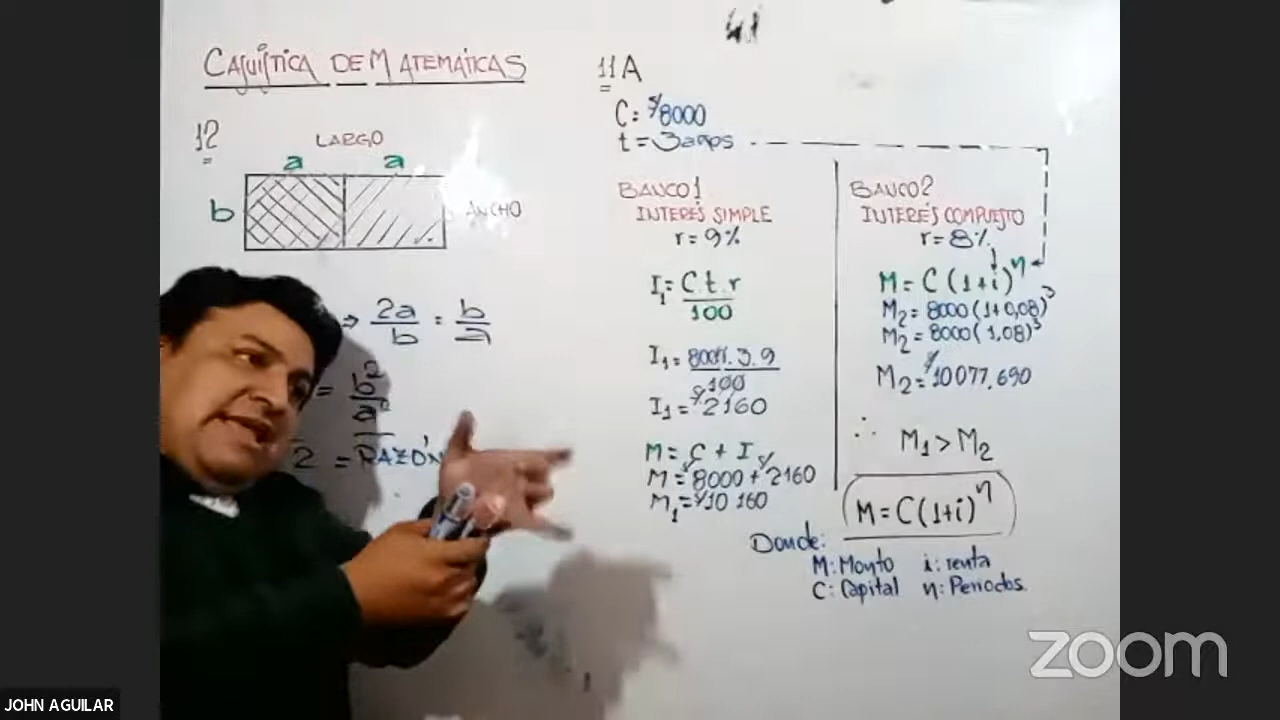 CASUÍSTICA DE MATEMÁTICAS
12
LARGO
a a
b
ANCHO
⇒ 2a/b = b/a
= b²/a²
2 = RAZÓN
11A
C: S/8000
t = 3 años
BANCO 1
INTERÉS SIMPLE
r = 9%
I₁ = C.t.r/100
I₁ = 8000.3.9/100
I₁ = S/2160
M = C + I
M = S/8000 + S/2160
M₁ = S/10 160
BANCO 2
INTERÉS COMPUESTO
r = 8%
M = C (1+i)ⁿ
M₂ = 8000(1+0,08)³
M₂ = 8000(1,08)³
M₂ = S/10077,690
∴ M₁ > M₂
M = C(1+i)ⁿ
Donde:
M: Monto i: renta
C: Capital n: Periodos.
zoom
JOHN AGUILAR